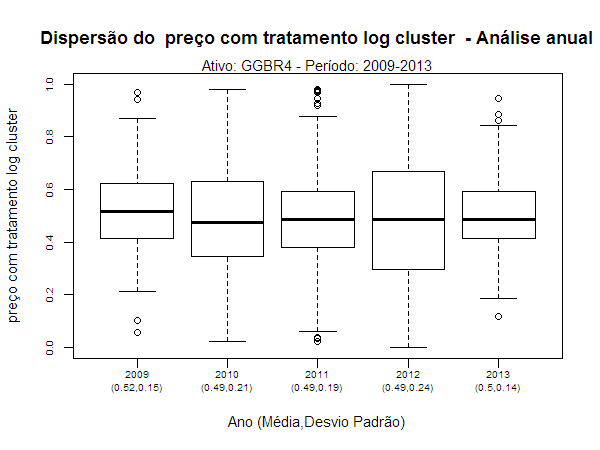 Dispersão do  preço com tratamento log cluster  - Análise anual
Ativo: GGBR4 - Período: 2009-2013
preço com tratamento log cluster
1.0
0.8
0.6
0.4
0.2
0.0
2009 2010 2011 2012 2013
(0.52,0.15) (0.49,0.21) (0.49,0.19) (0.49,0.24) (0.5,0.14)
Ano (Média,Desvio Padrão)